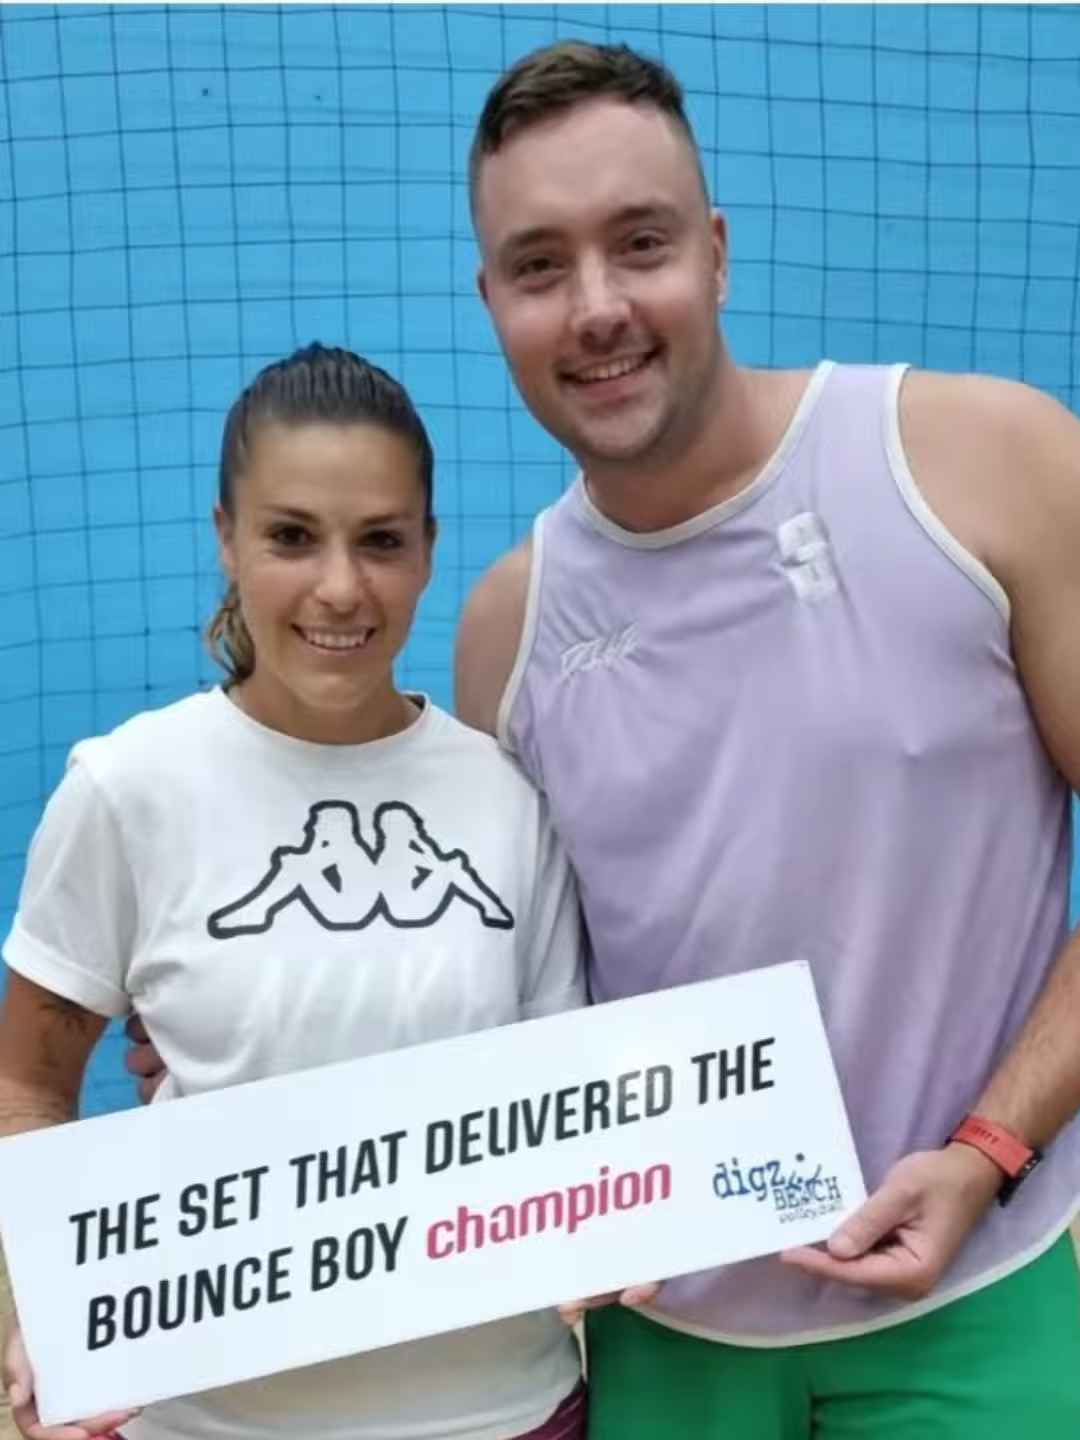 THE SET THAT DELIVERED THE
BOUNCE BOY champion
digz
BEACH
volleyball